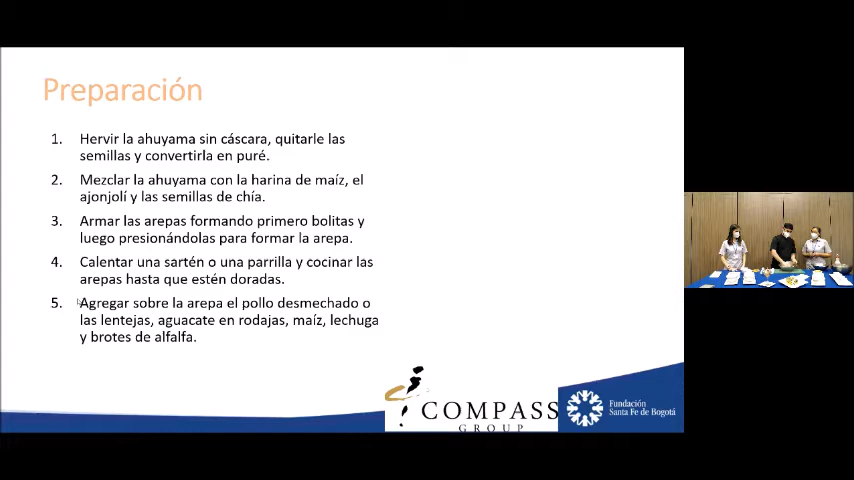 Preparación
1. Hervir la ahuyama sin cáscara, quitarle las
semillas y convertirla en puré.
2. Mezclar la ahuyama con la harina de maíz, el
ajonjolí y las semillas de chía.
3. Armar las arepas formando primero bolitas y
luego presionándolas para formar la arepa.
4. Calentar una sartén o una parrilla y cocinar las
arepas hasta que estén doradas.
5. Agregar sobre la arepa el pollo desmechado o
las lentejas, aguacate en rodajas, maíz, lechuga
y brotes de alfalfa.
COMPASS
GROUP
Fundación
Santa Fe de Bogotá